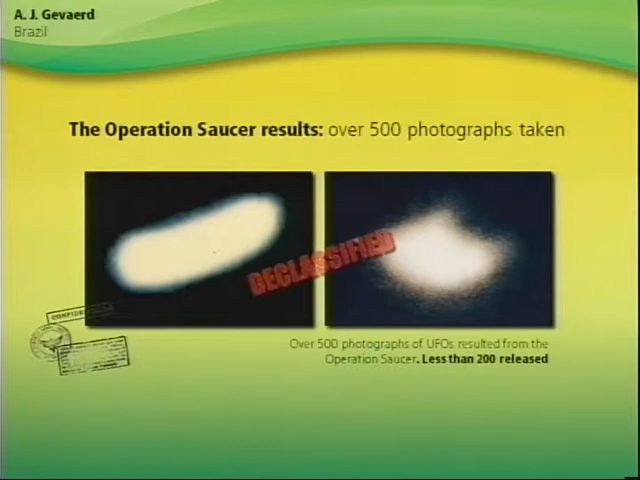 A. J. Gevaerd
Brazil
The Operation Saucer results: over 500 photographs taken
DECLASSIFIED
Over 500 photographs of UFOs resulted from the
Operation Saucer. Less than 200 released